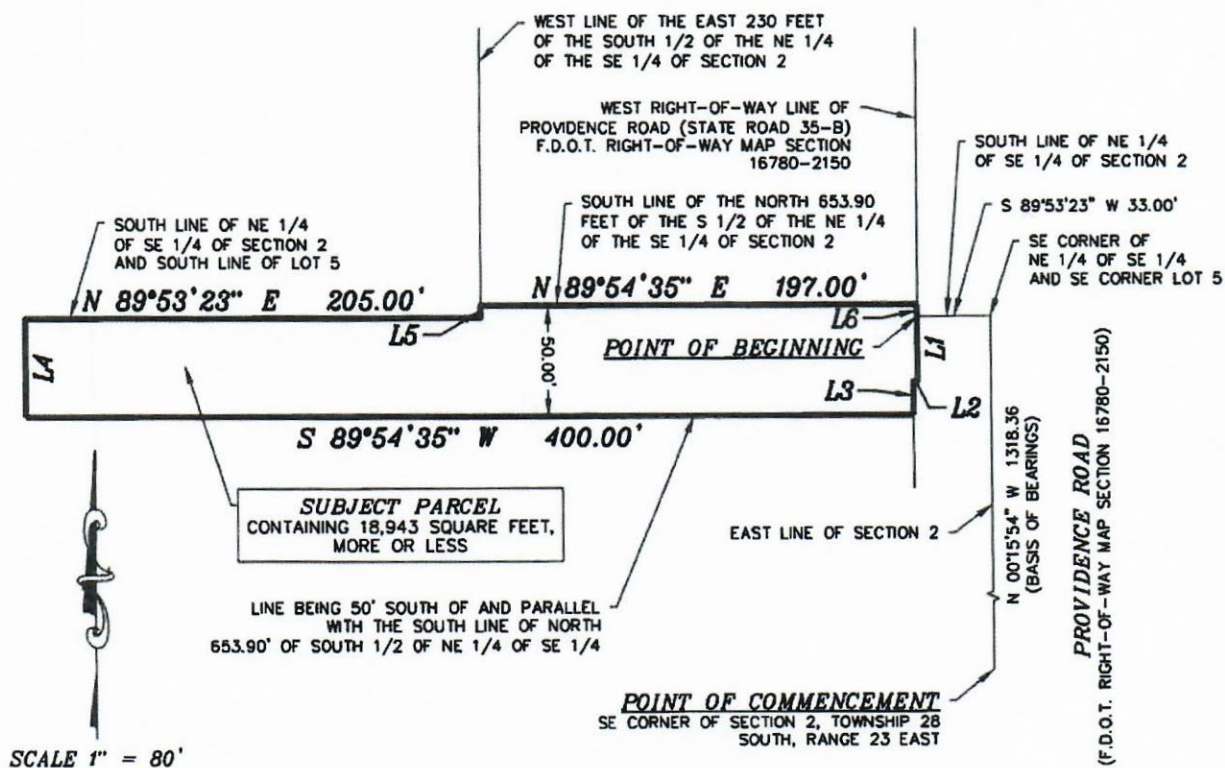 WEST LINE OF THE EAST 230 FEET
OF THE SOUTH 1/2 OF THE NE 1/4
OF THE SE 1/4 OF SECTION 2
WEST RIGHT-OF-WAY LINE OF
PROVIDENCE ROAD (STATE ROAD 35-B)
F.D.O.T. RIGHT-OF-WAY MAP SECTION
16780-2150
SOUTH LINE OF NE 1/4
OF SE 1/4 OF SECTION 2
S 89°53'23" W 33.00'
SE CORNER OF
NE 1/4 OF SE 1/4
AND SE CORNER LOT 5
SOUTH LINE OF THE NORTH 653.90
FEET OF THE S 1/2 OF THE NE 1/4
OF THE SE 1/4 OF SECTION 2
SOUTH LINE OF NE 1/4
OF SE 1/4 OF SECTION 2
AND SOUTH LINE OF LOT 5
N 89°53'23" E 205.00'
N 89°54'35" E 197.00'
L5
L6
POINT OF BEGINNING
L1
L4
50.00'
L3
L2
S 89°54'35" W 400.00'
SUBJECT PARCEL
CONTAINING 18,943 SQUARE FEET,
MORE OR LESS
EAST LINE OF SECTION 2
N 00°15'54" W 1318.36
(BASIS OF BEARINGS)
PROVIDENCE ROAD
(F.D.O.T. RIGHT-OF-WAY MAP SECTION 16780-2150)
LINE BEING 50' SOUTH OF AND PARALLEL
WITH THE SOUTH LINE OF NORTH
653.90' OF SOUTH 1/2 OF NE 1/4 OF SE 1/4
POINT OF COMMENCEMENT
SE CORNER OF SECTION 2, TOWNSHIP 28
SOUTH, RANGE 23 EAST
SCALE 1" = 80'